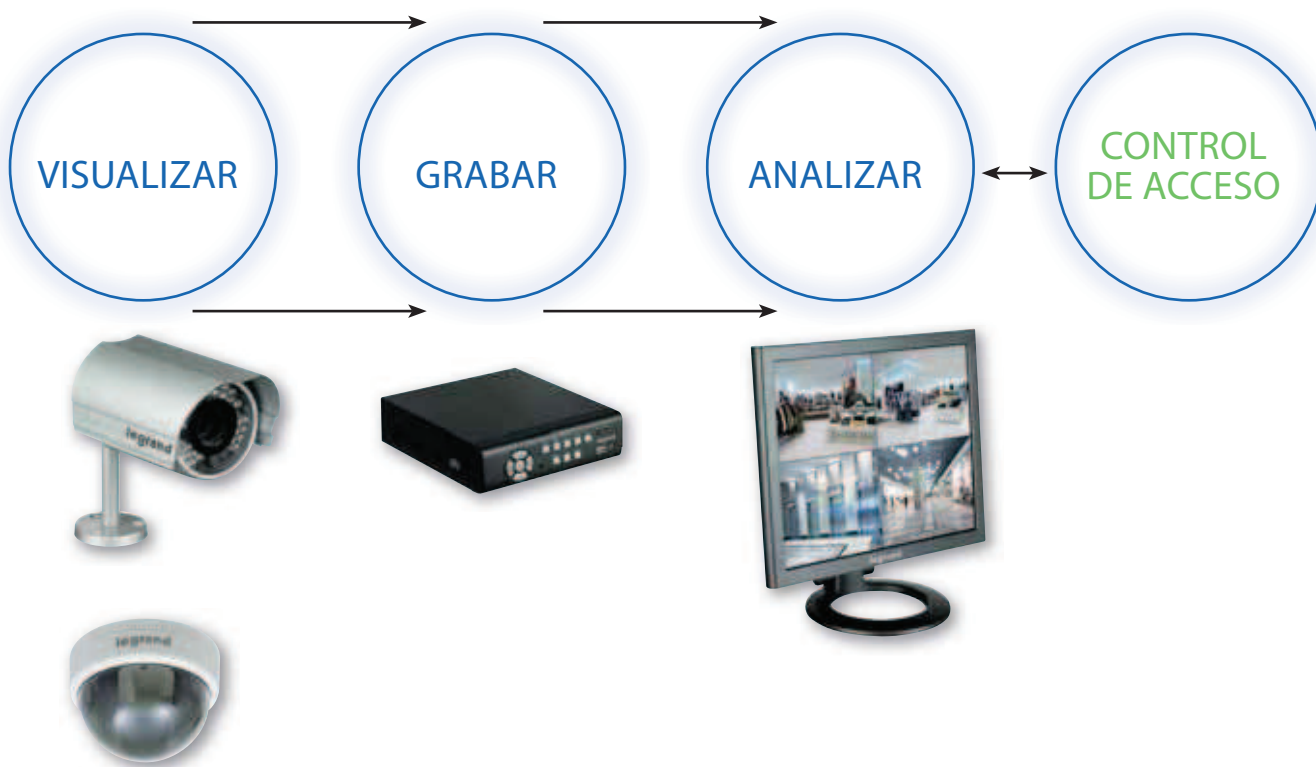 VISUALIZAR
GRABAR
ANALIZAR
CONTROL
DE ACCESO
legrand
legrand
legrand